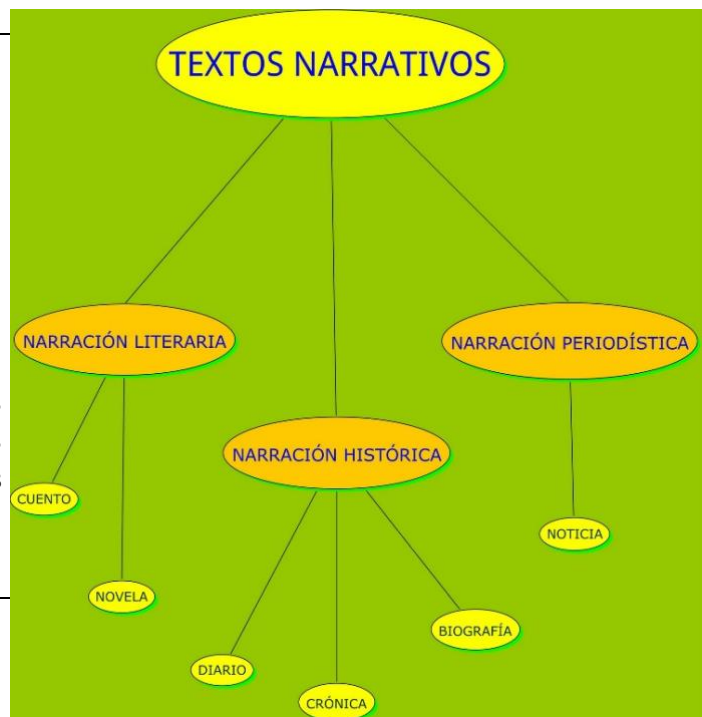 TEXTOS NARRATIVOS
NARRACIÓN LITERARIA
NARRACIÓN PERIODÍSTICA
NARRACIÓN HISTÓRICA
CUENTO
NOTICIA
NOVELA
BIOGRAFÍA
DIARIO
CRÓNICA